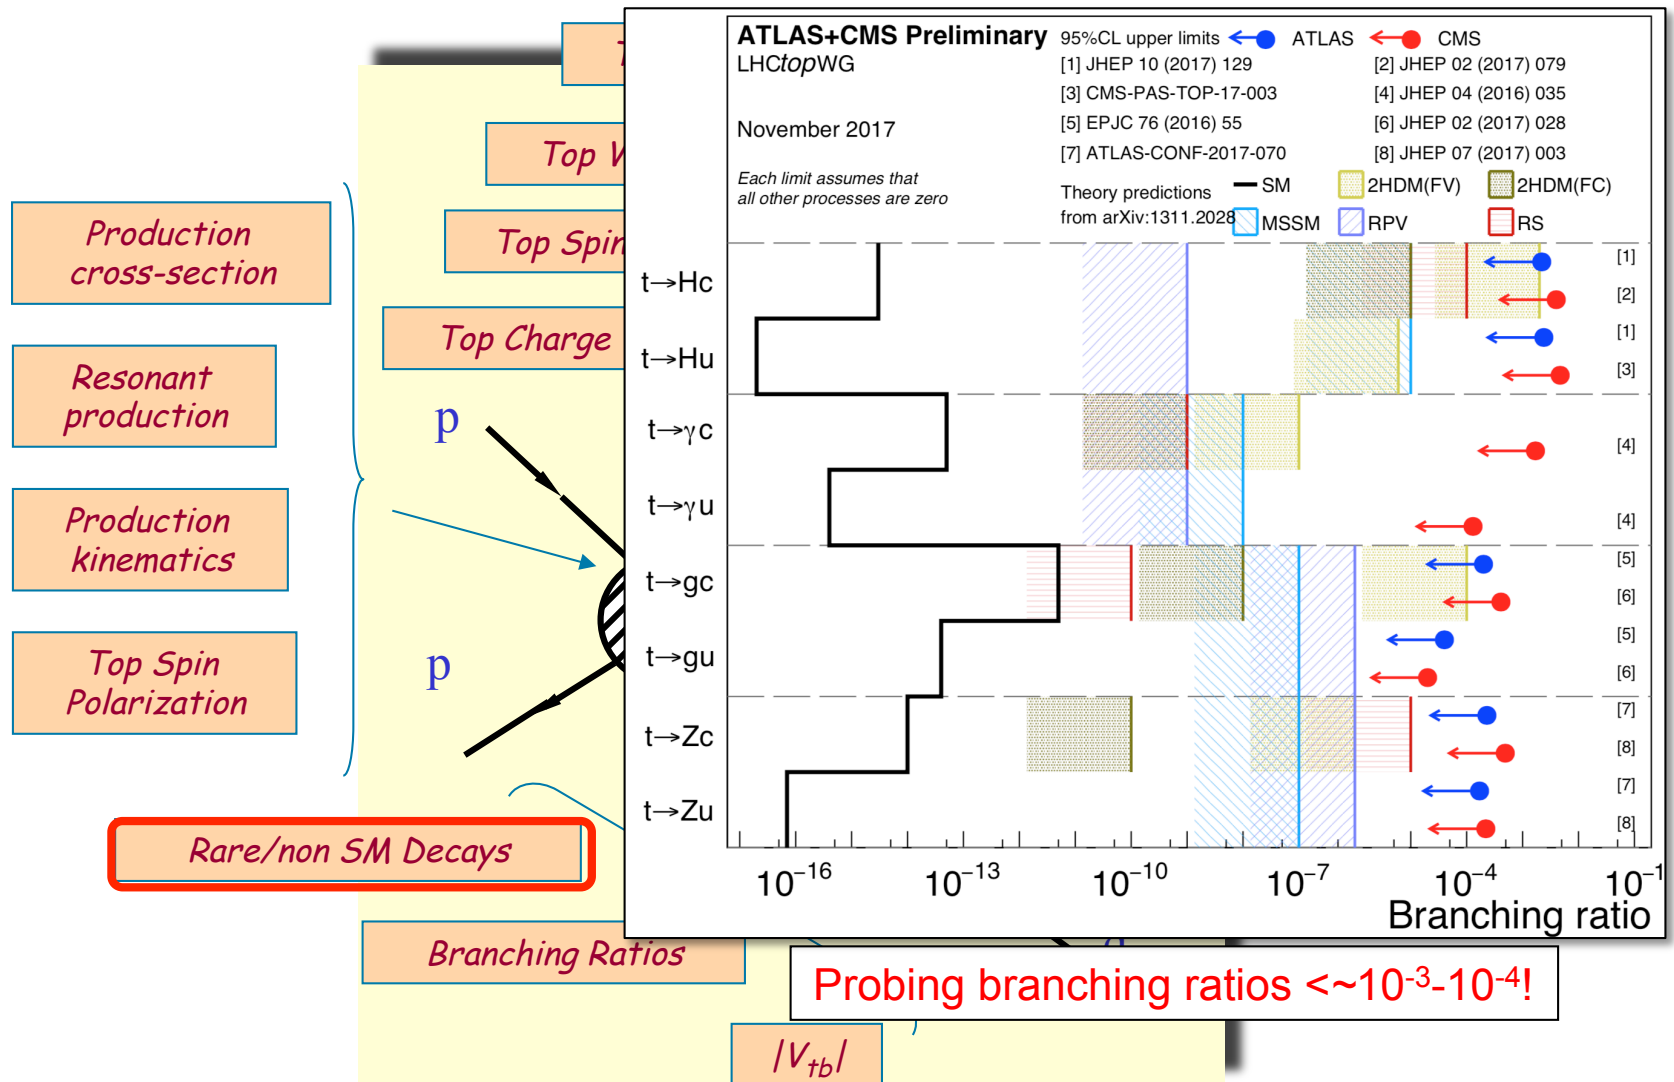 Production
cross-section
Resonant
production
Production
kinematics
Top Spin
Polarization
Rare/non SM Decays
Branching Ratios
|Vtb|
Top
Top Spin
Top Charge
p
p
ATLAS+CMS Preliminary
LHCtopWG
November 2017
Each limit assumes that
all other processes are zero
95%CL upper limits ATLAS CMS
[1] JHEP 10 (2017) 129 [2] JHEP 02 (2017) 079
[3] CMS-PAS-TOP-17-003 [4] JHEP 04 (2016) 035
[5] EPJC 76 (2016) 55 [6] JHEP 02 (2017) 028
[7] ATLAS-CONF-2017-070 [8] JHEP 07 (2017) 003
Theory predictions
from arXiv:1311.2028
SM 2HDM(FV) 2HDM(FC)
MSSM RPV RS
t→Hc [1]
[2]
t→Hu [1]
[3]
t→γc [4]
t→γu [4]
t→gc [5]
[6]
t→gu [5]
[6]
t→Zc [7]
[8]
t→Zu [7]
[8]
10⁻¹⁶ 10⁻¹³ 10⁻¹⁰ 10⁻⁷ 10⁻⁴ 10⁻¹
Branching ratio
Probing branching ratios <~10⁻³-10⁻⁴!